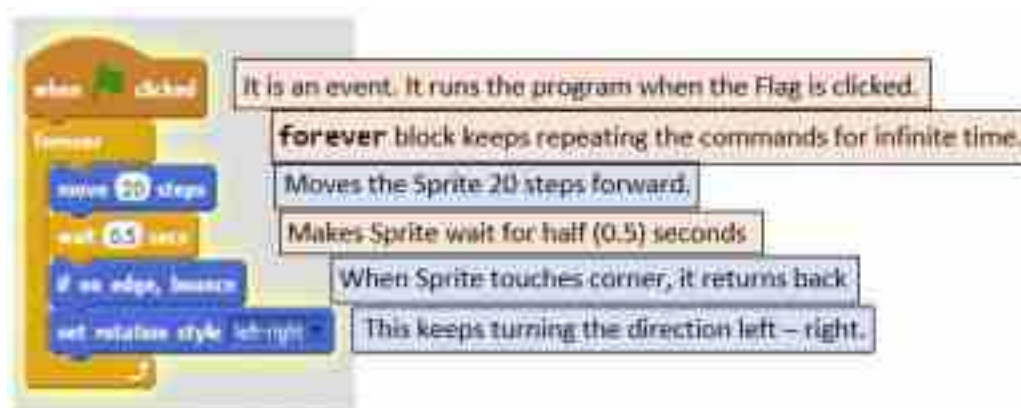 when clicked
It is an event. It runs the program when the Flag is clicked.
forever
forever block keeps repeating the commands for infinite time.
move 20 steps
Moves the Sprite 20 steps forward.
wait 0.5 secs
Makes Sprite wait for half (0.5) seconds
if on edge, bounce
When Sprite touches corner, it returns back
set rotation style left-right
This keeps turning the direction left – right.